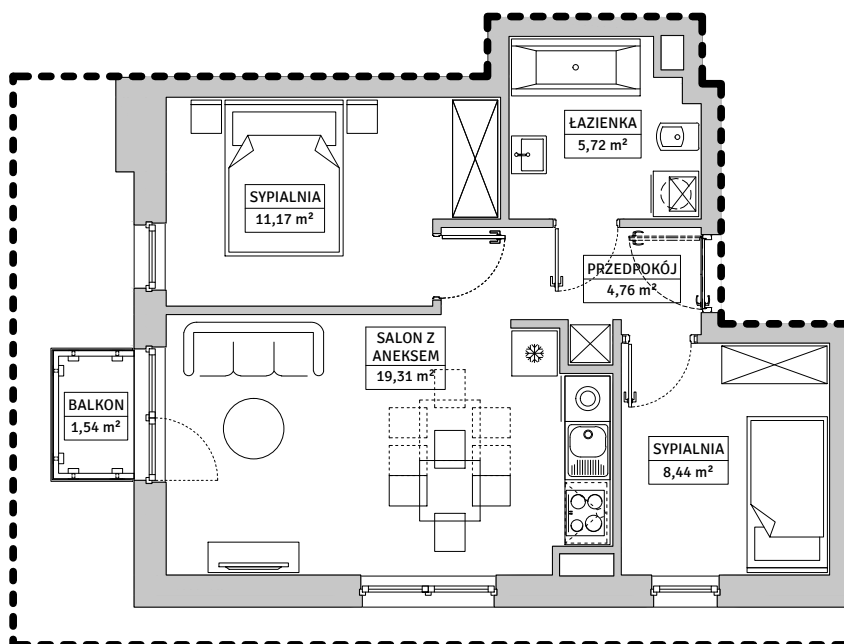 ŁAZIENKA
5,72 m²
SYPIALNIA
11,17 m²
PRZEDPOKÓJ
4,76 m²
SALON Z
ANEKSEM
19,31 m²
BALKON
1,54 m²
SYPIALNIA
8,44 m²